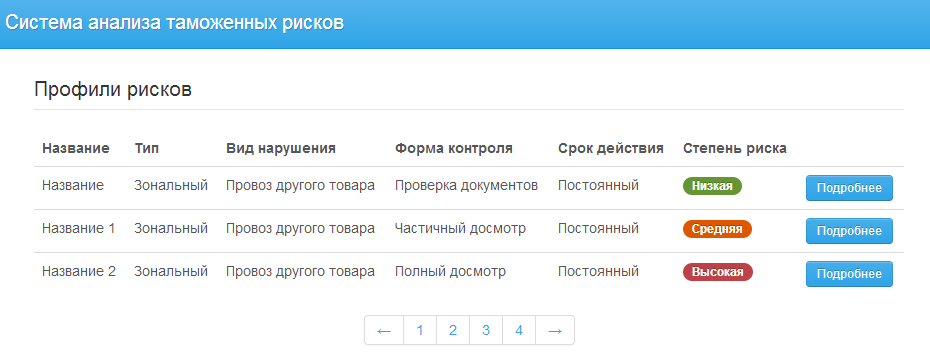 Система анализа таможенных рисков
Профили рисков
Название Тип Вид нарушения Форма контроля Срок действия Степень риска
Название Зональный Провоз другого товара Проверка документов Постоянный Низкая Подробнее
Название 1 Зональный Провоз другого товара Частичный досмотр Постоянный Средняя Подробнее
Название 2 Зональный Провоз другого товара Полный досмотр Постоянный Высокая Подробнее
← 1 2 3 4 →